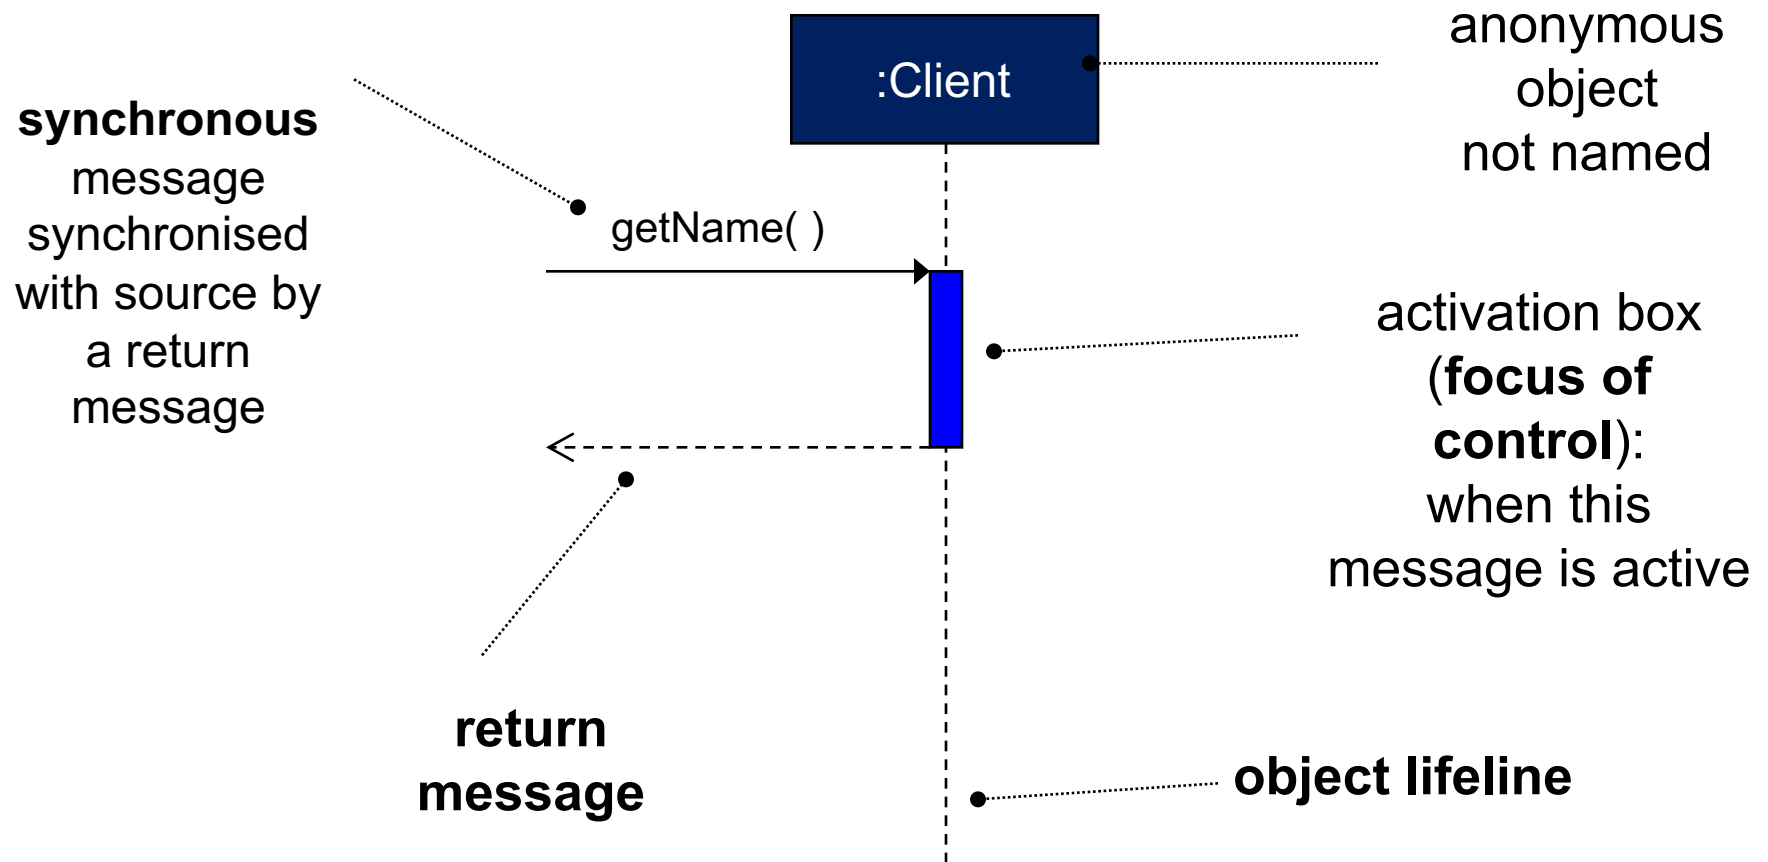 :Client
anonymous
object
not named
synchronous
message
synchronised
with source by
a return
message
getName( )
activation box
(focus of
control):
when this
message is active
return
message
object lifeline